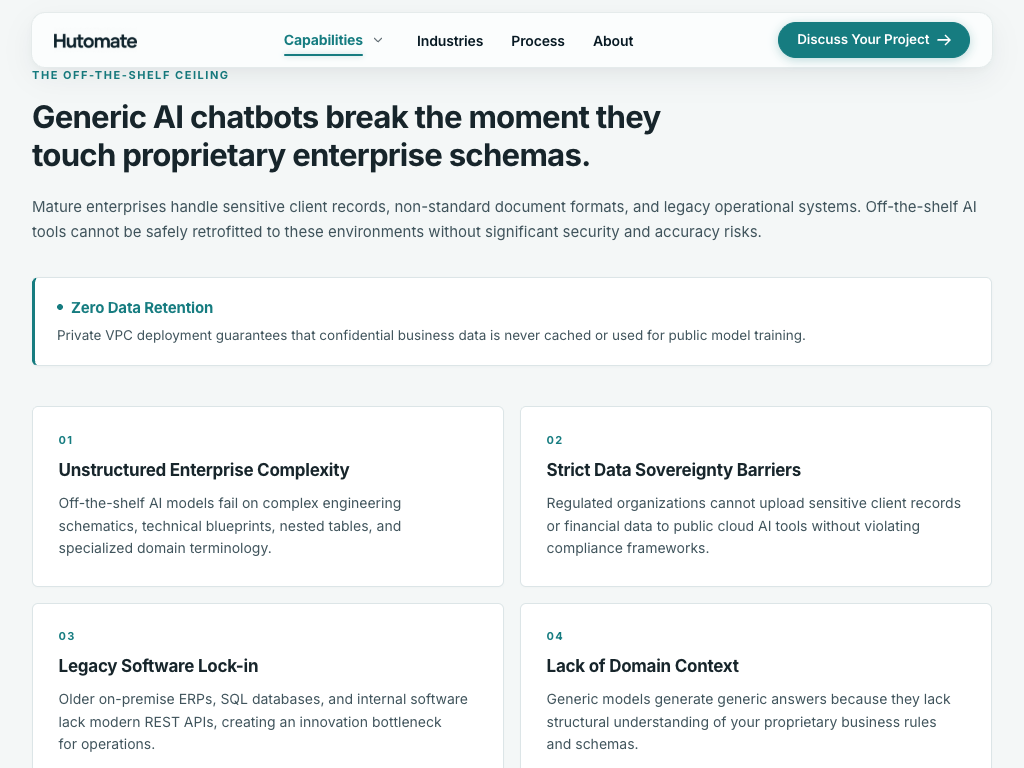 Hutomate
Capabilities
Industries
Process
About
Discuss Your Project
THE OFF-THE-SHELF CEILING
Generic AI chatbots break the moment they
touch proprietary enterprise schemas.
Mature enterprises handle sensitive client records, non-standard document formats, and legacy operational systems. Off-the-shelf AI
tools cannot be safely retrofitted to these environments without significant security and accuracy risks.
Zero Data Retention
Private VPC deployment guarantees that confidential business data is never cached or used for public model training.
01
Unstructured Enterprise Complexity
Off-the-shelf AI models fail on complex engineering
schematics, technical blueprints, nested tables, and
specialized domain terminology.
02
Strict Data Sovereignty Barriers
Regulated organizations cannot upload sensitive client records
or financial data to public cloud AI tools without violating
compliance frameworks.
03
Legacy Software Lock-in
Older on-premise ERPs, SQL databases, and internal software
lack modern REST APIs, creating an innovation bottleneck
for operations.
04
Lack of Domain Context
Generic models generate generic answers because they lack
structural understanding of your proprietary business rules
and schemas.